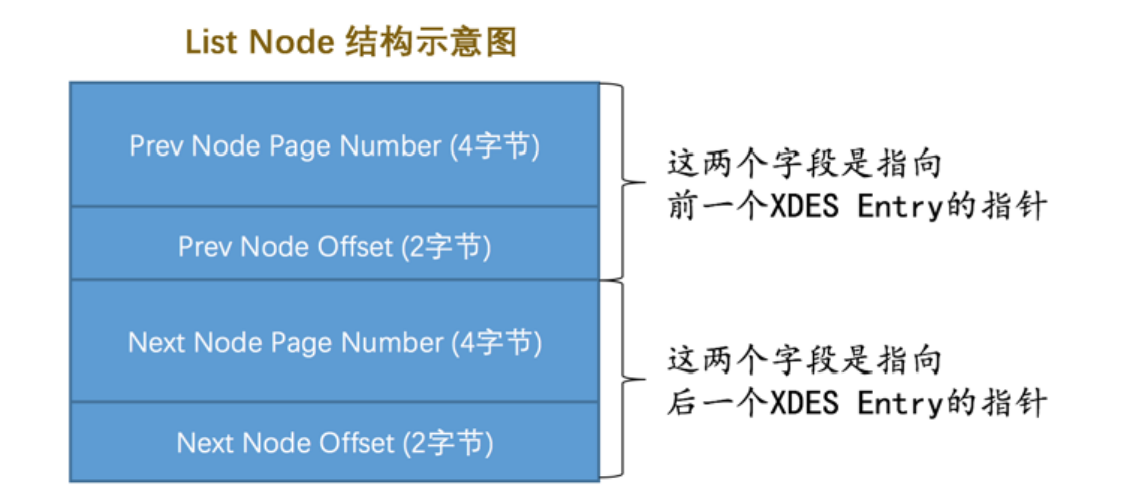 List Node 结构示意图
Prev Node Page Number (4字节)
Prev Node Offset (2字节)
这两个字段是指向
前一个XDES Entry的指针
Next Node Page Number (4字节)
Next Node Offset (2字节)
这两个字段是指向
后一个XDES Entry的指针